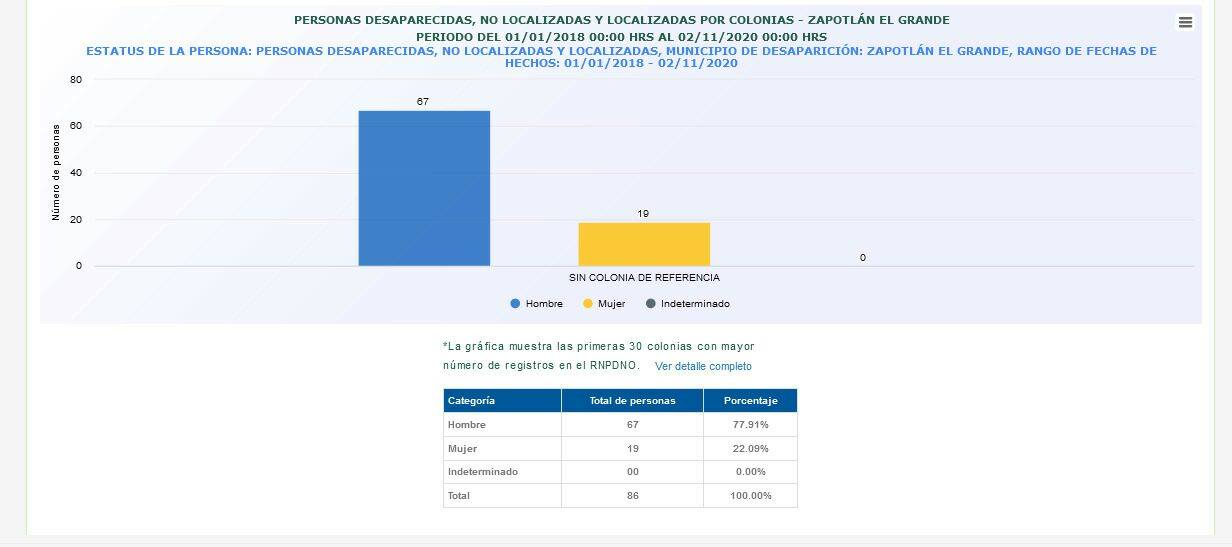 PERSONAS DESAPARECIDAS, NO LOCALIZADAS Y LOCALIZADAS POR COLONIAS - ZAPOTLÁN EL GRANDE
PERIODO DEL 01/01/2018 00:00 HRS AL 02/11/2020 00:00 HRS
ESTATUS DE LA PERSONA: PERSONAS DESAPARECIDAS, NO LOCALIZADAS Y LOCALIZADAS, MUNICIPIO DE DESAPARICIÓN: ZAPOTLÁN EL GRANDE, RANGO DE FECHAS DE
HECHOS: 01/01/2018 - 02/11/2020
Número de personas
80
60
40
20
0
67
19
0
SIN COLONIA DE REFERENCIA
Hombre Mujer Indeterminado
*La gráfica muestra las primeras 30 colonias con mayor
número de registros en el RNPDNO. Ver detalle completo
Categoría Total de personas Porcentaje
Hombre 67 77.91%
Mujer 19 22.09%
Indeterminado 00 0.00%
Total 86 100.00%